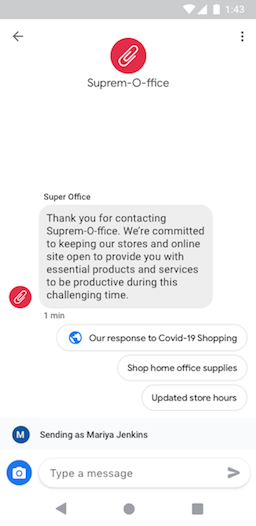 1:43
Suprem-O-ffice
Super Office
Thank you for contacting
Suprem-O-ffice. We're committed
to keeping our stores and online
site open to provide you with
essential products and services
to be productive during this
challenging time.
1 min
Our response to Covid-19 Shopping
Shop home office supplies
Updated store hours
M Sending as Mariya Jenkins
Type a message